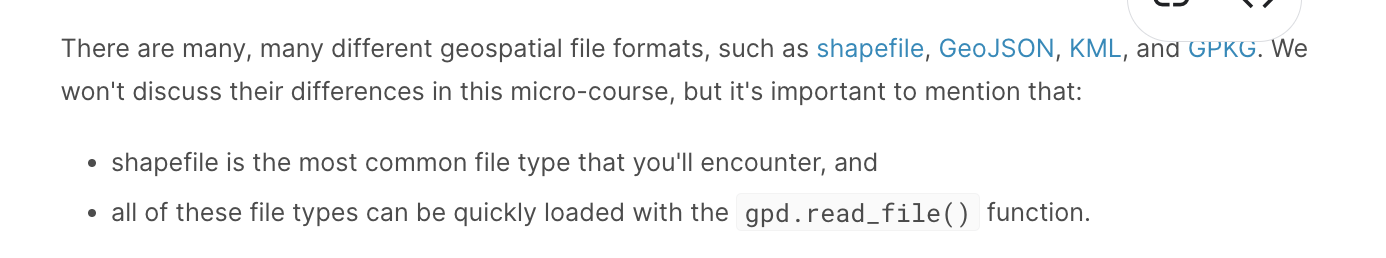 There are many, many different geospatial file formats, such as shapefile, GeoJSON, KML, and GPKG. We
won't discuss their differences in this micro-course, but it's important to mention that:
• shapefile is the most common file type that you'll encounter, and
• all of these file types can be quickly loaded with the gpd.read_file() function.